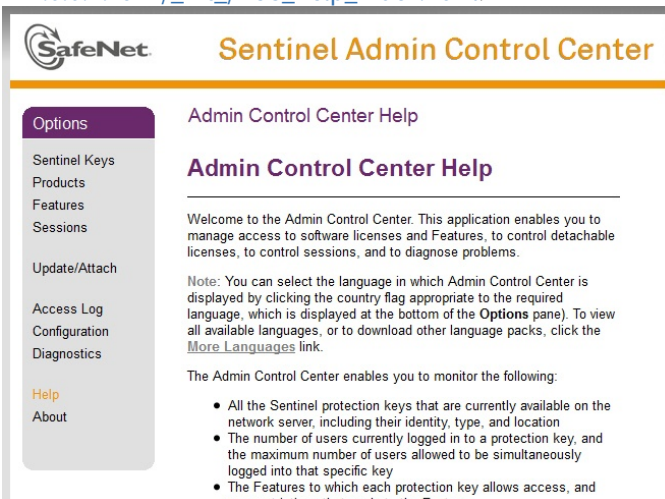 SafeNet.
Sentinel Admin Control Center
Options
Sentinel Keys
Products
Features
Sessions
Update/Attach
Access Log
Configuration
Diagnostics
Help
About
Admin Control Center Help
Admin Control Center Help
Welcome to the Admin Control Center. This application enables you to
manage access to software licenses and Features, to control detachable
licenses, to control sessions, and to diagnose problems.
Note: You can select the language in which Admin Control Center is
displayed by clicking the country flag appropriate to the required
language, which is displayed at the bottom of the Options pane). To view
all available languages, or to download other language packs, click the
More Languages link.
The Admin Control Center enables you to monitor the following:
• All the Sentinel protection keys that are currently available on the
network server, including their identity, type, and location
• The number of users currently logged in to a protection key, and
the maximum number of users allowed to be simultaneously
logged into that specific key
• The Features to which each protection key allows access, and